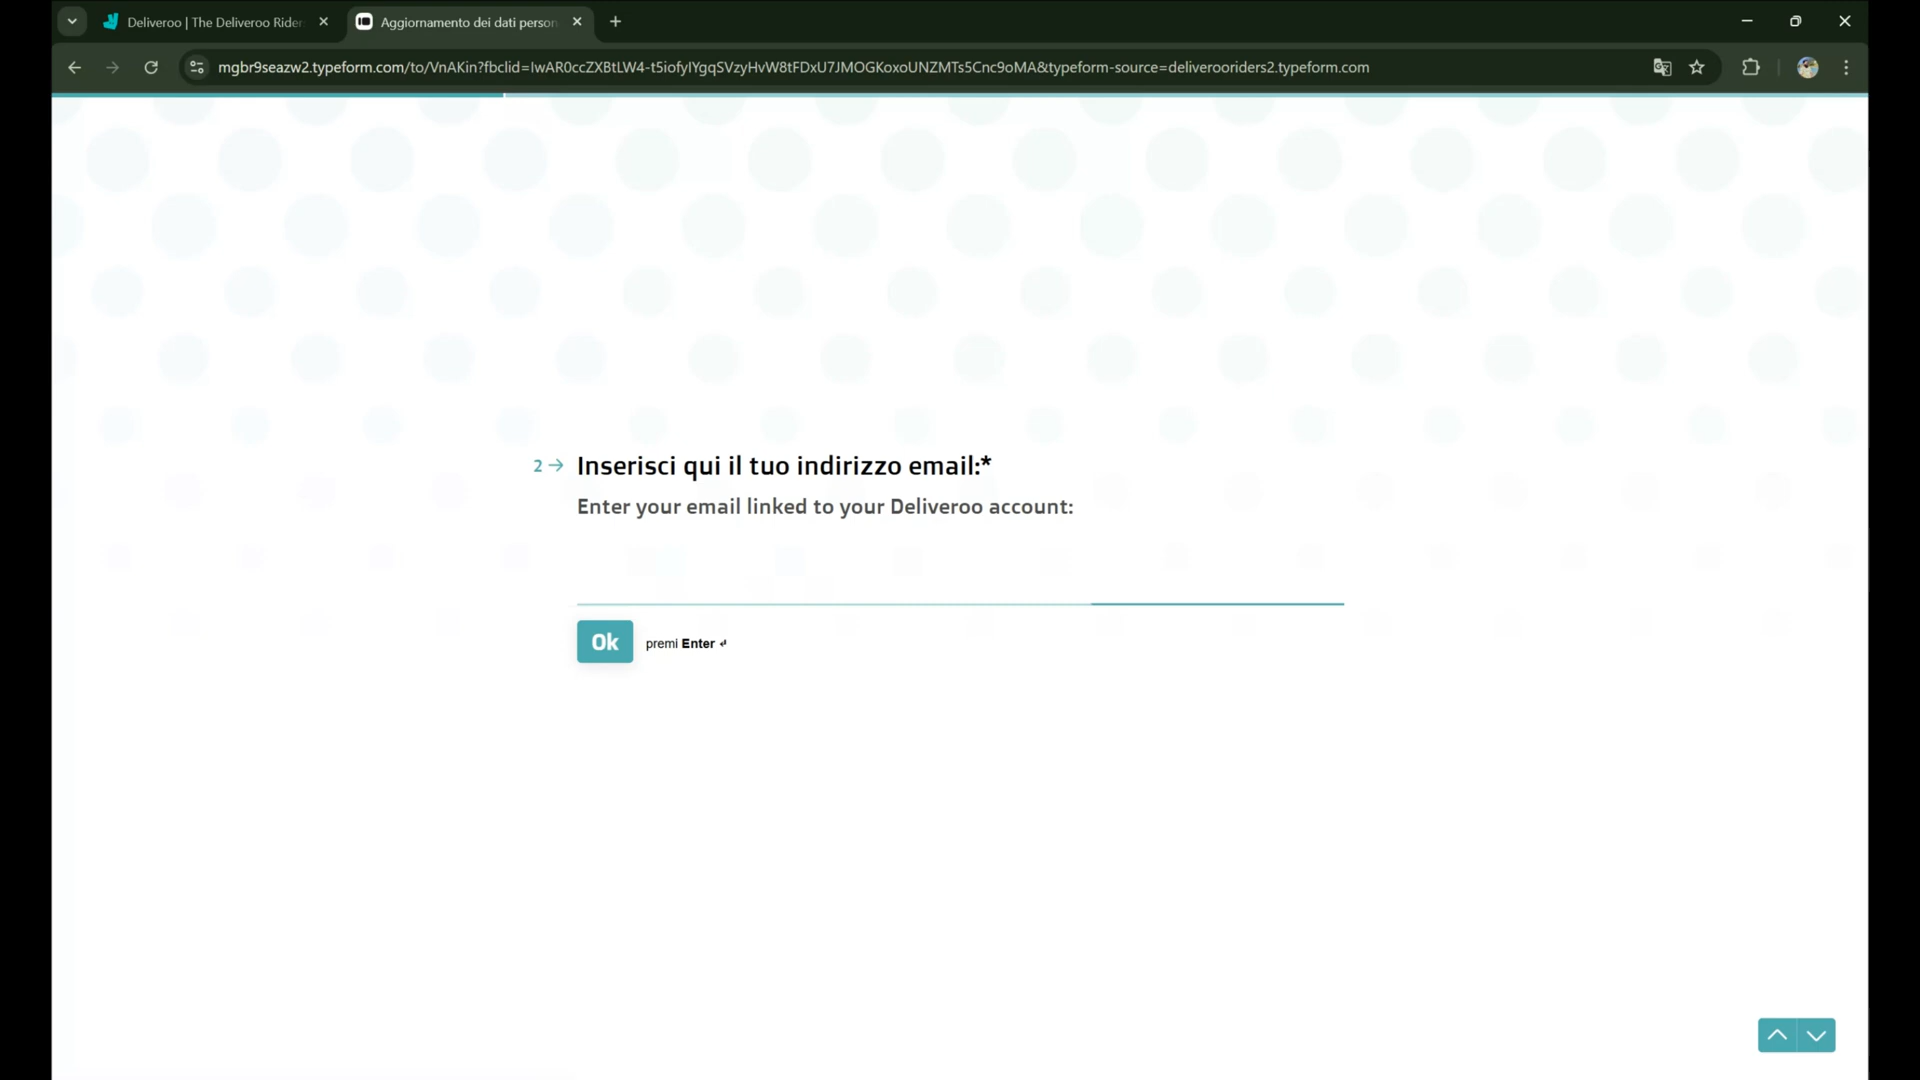 Deliveroo | The Deliveroo Rider
Aggiornamento dei dati person
mgbr9seazw2.typeform.com/to/VnAKin?fbclid=IwAR0ccZXBtLW4-t5iofyIYgqSVzyHvW8tFDxU7JMOGKoxoUNZMTs5Cnc9oMA&typeform-source=deliverooriders2.typeform.com
2 → Inserisci qui il tuo indirizzo email:*
Enter your email linked to your Deliveroo account:
Ok premi Enter ↵